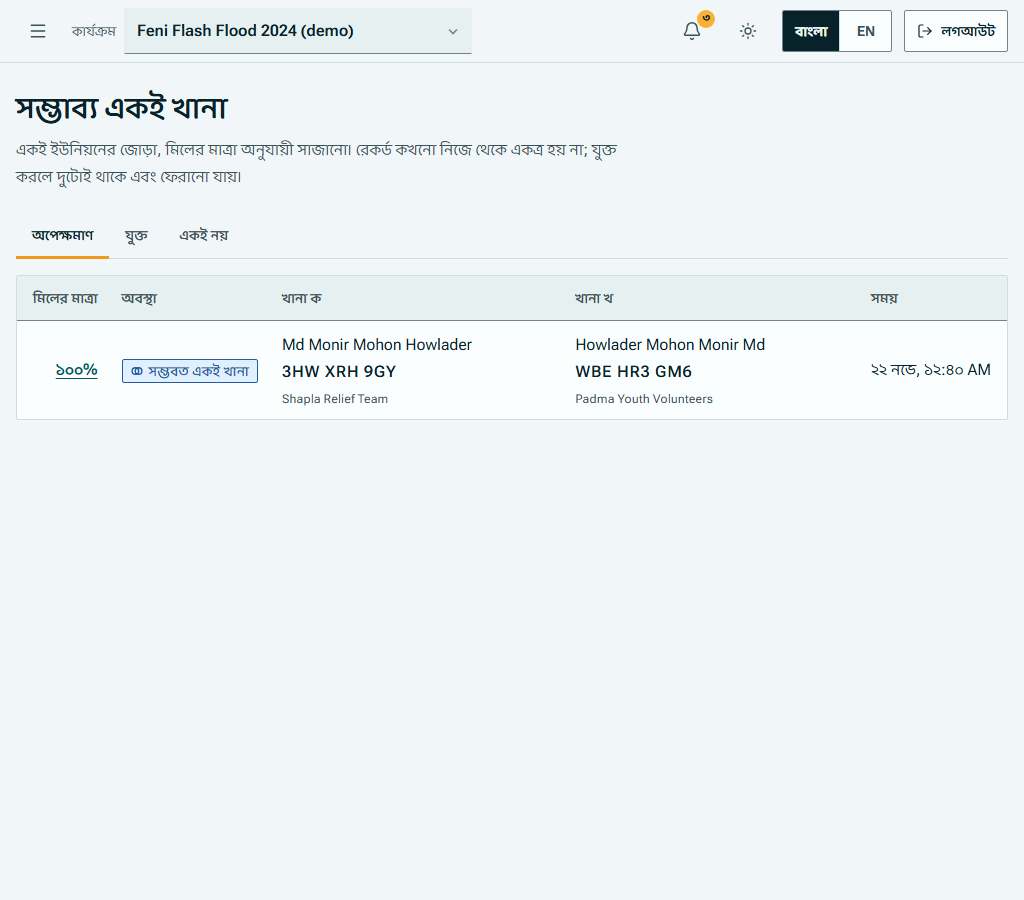 কার্যক্রম
Feni Flash Flood 2024 (demo)
৩
বাংলা
EN
লগআউট
সম্ভাব্য একই খানা
একই ইউনিয়নের জোড়া, মিলের মাত্রা অনুযায়ী সাজানো। রেকর্ড কখনো নিজে থেকে একত্র হয় না; যুক্ত
করলে দুটোই থাকে এবং ফেরানো যায়।
অপেক্ষমাণ
যুক্ত
একই নয়
মিলের মাত্রা
অবস্থা
খানা ক
খানা খ
সময়
১০০%
সম্ভবত একই খানা
Md Monir Mohon Howlader
3HW XRH 9GY
Shapla Relief Team
Howlader Mohon Monir Md
WBE HR3 GM6
Padma Youth Volunteers
২২ নভে, ১২:৪০ AM